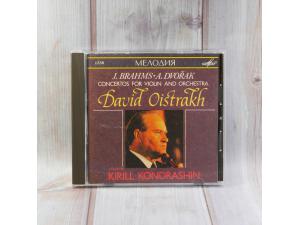 МЕЛОДИЯ
J. BRAHMS · A. DVOŘÁK
CONCERTOS FOR VIOLIN AND ORCHESTRA
David Oistrakh
KIRILL KONDRASHIN